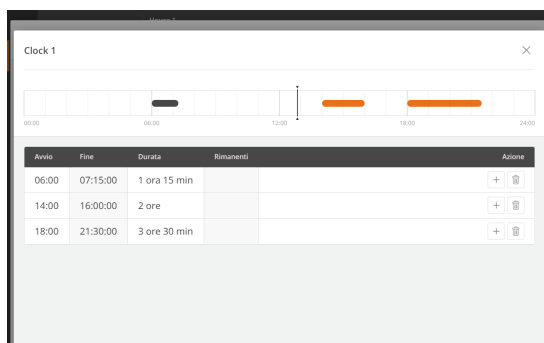 House 1
Clock 1
00:00 06:00 12:00 18:00 24:00
Avvio Fine Durata Rimanenti Azione
06:00 07:15:00 1 ora 15 min
14:00 16:00:00 2 ore
18:00 21:30:00 3 ore 30 min